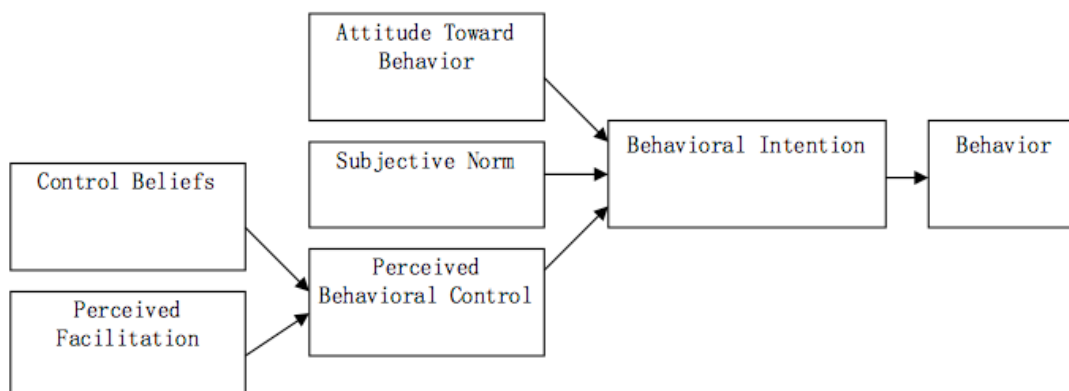 Attitude Toward
Behavior
Subjective Norm
Behavioral Intention
Behavior
Control Beliefs
Perceived
Behavioral Control
Perceived
Facilitation